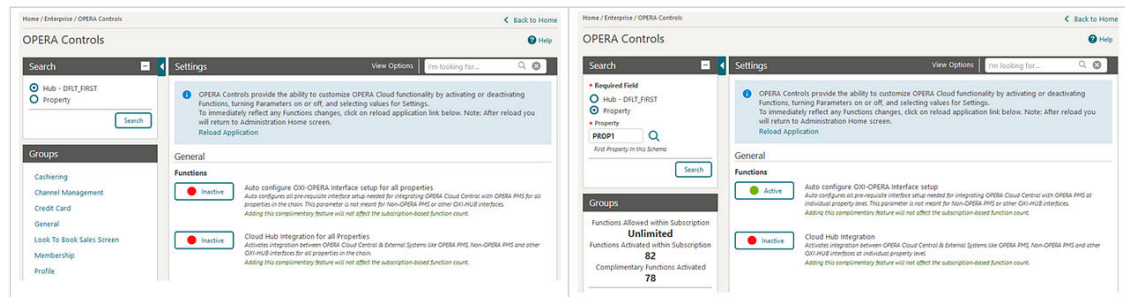 Home / Enterprise / OPERA Controls
Back to Home
OPERA Controls
Help
Search
Hub - DFLT_FIRST
Property
Search
Groups
Cashiering
Channel Management
Credit Card
General
Look To Book Sales Screen
Membership
Profile
Settings
View Options
I'm looking for...
OPERA Controls provide the ability to customize OPERA Cloud functionality by activating or deactivating
Functions, turning Parameters on or off, and selecting values for Settings.
To immediately reflect any Functions changes, click on reload application link below. Note: After reload you
will return to Administration Home screen.
Reload Application
General
Functions
Inactive
Auto configure OXI-OPERA Interface setup for all properties
Auto configures all pre-requisite interface setup needed for integrating OPERA Cloud Central with OPERA PMS for all
properties in the chain. This parameter is not meant for Non-OPERA PMS or other OXI-HUB interfaces.
Adding this complimentary feature will not affect the subscription-based function count.
Inactive
Cloud Hub Integration for all Properties
Activates integration between OPERA Cloud Central & External Systems like OPERA PMS, Non-OPERA PMS and other
OXI-HUB interfaces for all properties in the chain.
Adding this complimentary feature will not affect the subscription-based function count.
Home / Enterprise / OPERA Controls
Back to Home
OPERA Controls
Help
Search
* Required Field
Hub - DFLT_FIRST
Property
* Property
PROP1
First Property In this Schema
Search
Groups
Functions Allowed within Subscription
Unlimited
Functions Activated within Subscription
82
Complimentary Functions Activated
78
Settings
View Options
I'm looking for...
OPERA Controls provide the ability to customize OPERA Cloud functionality by activating or deactivating
Functions, turning Parameters on or off, and selecting values for Settings.
To immediately reflect any Functions changes, click on reload application link below. Note: After reload you
will return to Administration Home screen.
Reload Application
General
Functions
Active
Auto configure OXI-OPERA Interface setup
Auto configures all pre-requisite interface setup needed for integrating OPERA Cloud Central with OPERA PMS at
individual property level. This parameter is not meant for Non-OPERA PMS or OXI-HUB interfaces.
Adding this complimentary feature will not affect the subscription-based function count.
Inactive
Cloud Hub Integration
Activates integration between OPERA Cloud Central & External Systems like OPERA PMS, Non-OPERA PMS and other
OXI-HUB interfaces at individual property level.
Adding this complimentary feature will not affect the subscription-based function count.